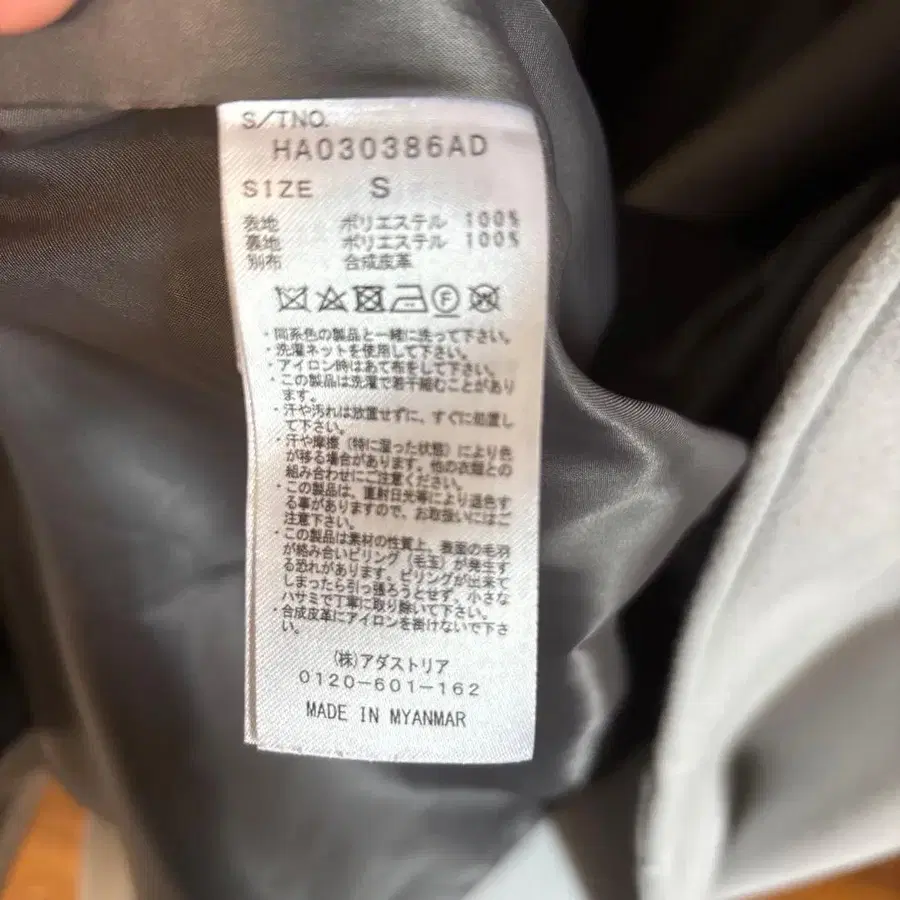 S/TNO.
HA030386AD
SIZE S
表地 ポリエステル 100%
裏地 ポリエステル 100%
別布 合成皮革
・同系色の製品と一緒に洗って下さい。
・洗濯ネットを使用して下さい。
・アイロン時はあて布をして下さい。
・この製品は洗濯で若干縮むことがあり
ます。
・汗や汚れは放置せずに、すぐに処置し
て下さい。
・汗や摩擦（特に湿った状態）により色
が移る場合があります。他の衣類との
組み合わせにご注意ください。
・この製品は、直射日光等により退色す
る事がありますので、お取扱いにはご
注意下さい。
・この製品は素材の性質上、表面の毛羽
が絡み合いピリング（毛玉）が発生す
る恐れがあります。ピリングが出来て
しまったら引っ張ろうとせず、小さな
ハサミで丁寧に取り除いて下さい。
・合成皮革にアイロンを掛けないで下さ
い。
(株)アダストリア
0120-601-162
MADE IN MYANMAR